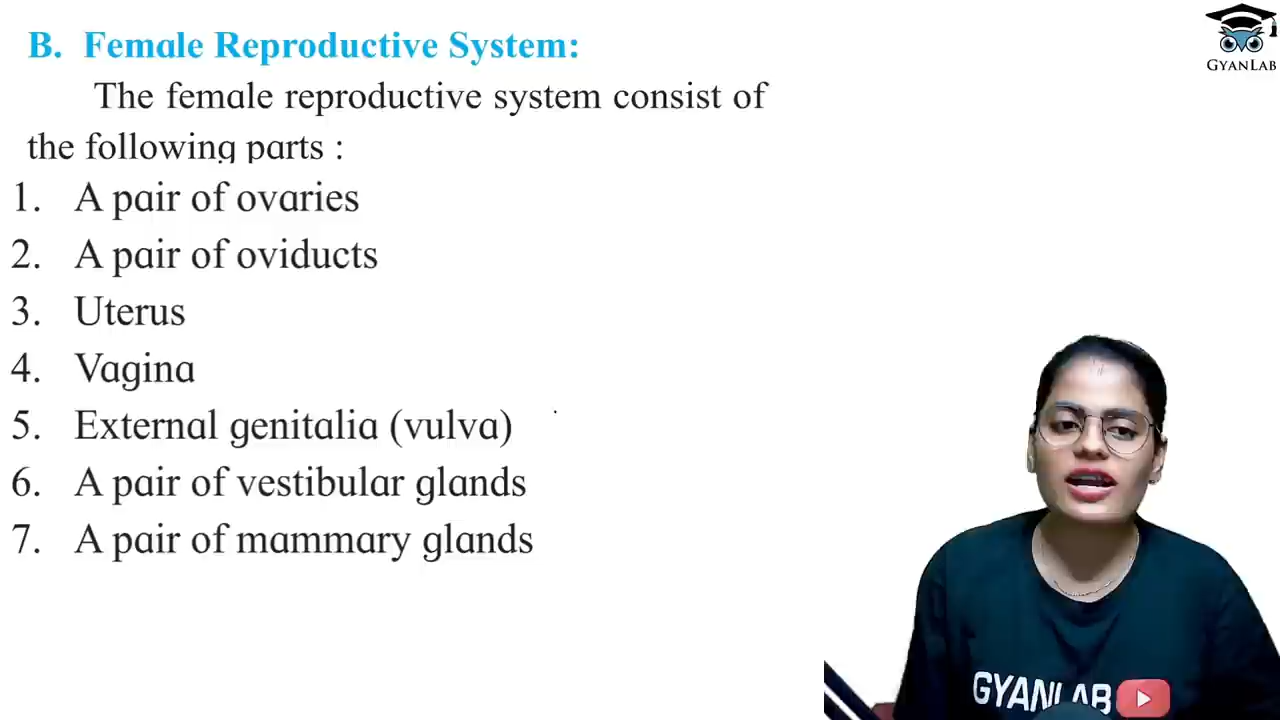 B. Female Reproductive System:
GYANLAB
The female reproductive system consist of
the following parts :
1. A pair of ovaries
2. A pair of oviducts
3. Uterus
4. Vagina
5. External genitalia (vulva)
6. A pair of vestibular glands
7. A pair of mammary glands
GYANLAB